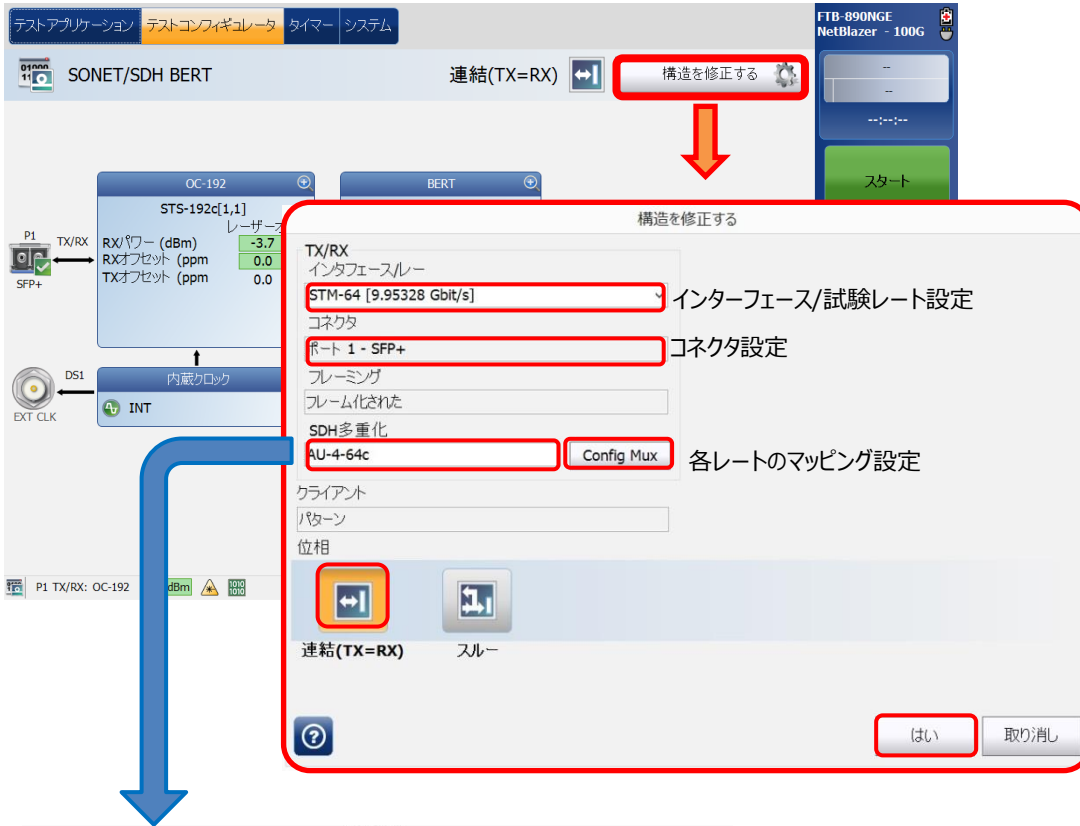 テストアプリケーション テストコンフィギュレータ タイマー システム
FTB-890NGE
NetBlazer - 100G
SONET/SDH BERT
連結(TX=RX)
構造を修正する
--
--
--:--:--
スタート
OC-192
BERT
STS-192c[1,1]
P1
TX/RX
SFP+
RXパワー (dBm) -3.7
RXオフセット (ppm 0.0
TXオフセット (ppm 0.0
DS1
EXT CLK
内蔵クロック
INT
構造を修正する
TX/RX
インタフェース/レー
STM-64 [9.95328 Gbit/s]
インターフェース/試験レート設定
コネクタ
ポート 1 - SFP+
コネクタ設定
フレーミング
フレーム化された
SDH多重化
AU-4-64c
Config Mux
各レートのマッピング設定
クライアント
パターン
位相
連結(TX=RX)
スルー
はい
取り消し
P1 TX/RX: OC-192
dBm